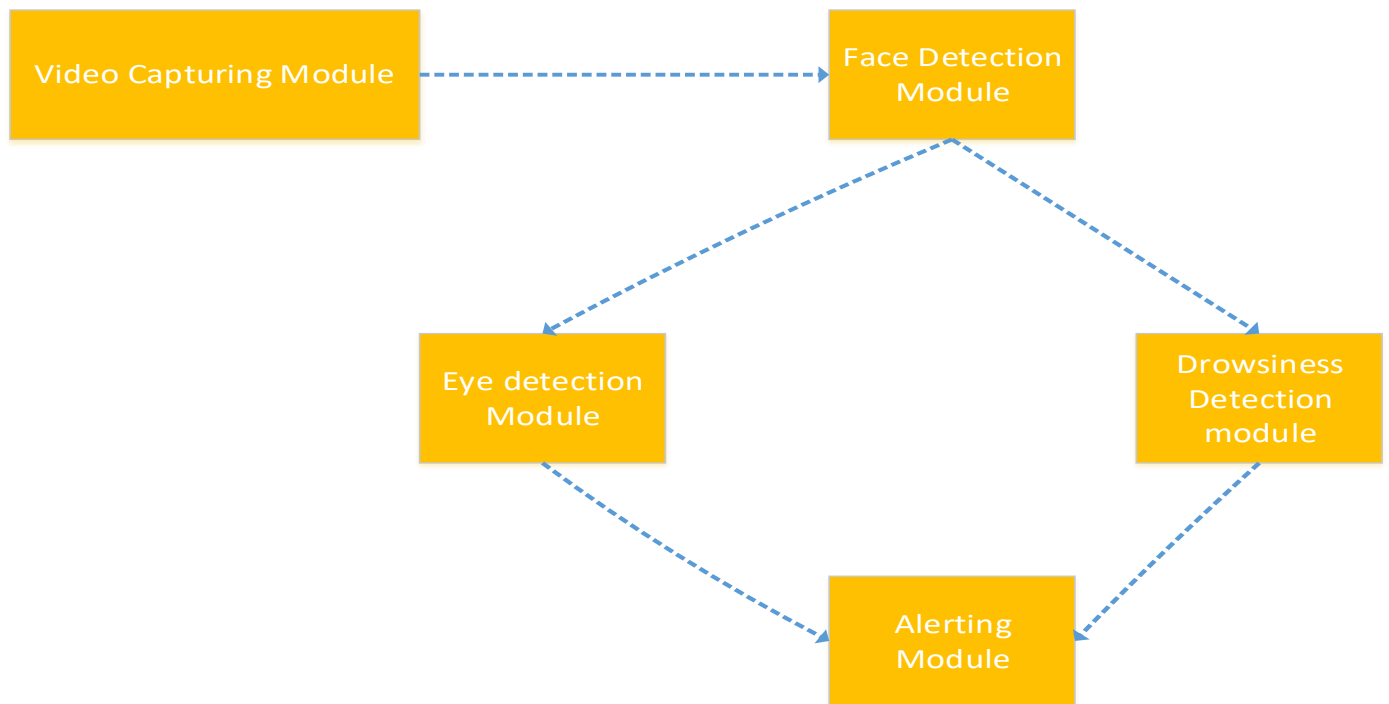 Video Capturing Module
Face Detection
Module
Eye detection
Module
Drowsiness
Detection
module
Alerting
Module